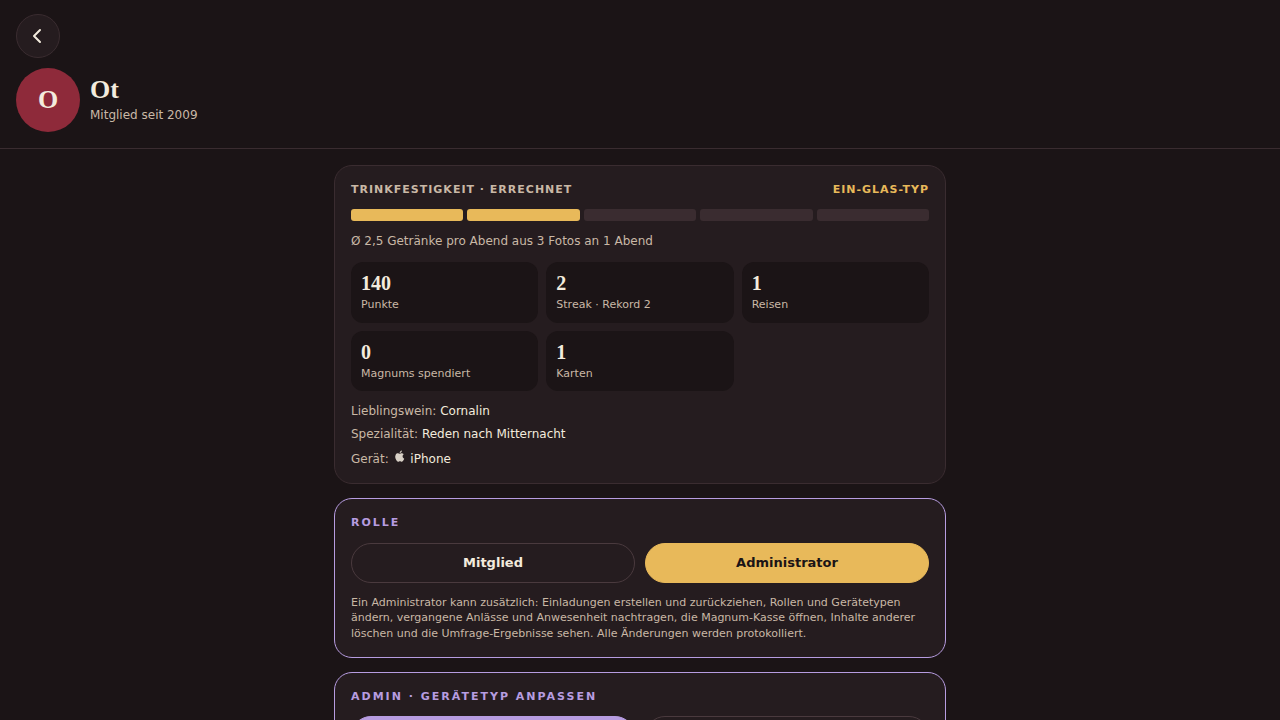 O
Ot
Mitglied seit 2009
TRINKFESTIGKEIT · ERRECHNET
EIN-GLAS-TYP
Ø 2,5 Getränke pro Abend aus 3 Fotos an 1 Abend
140
Punkte
2
Streak · Rekord 2
1
Reisen
0
Magnums spendiert
1
Karten
Lieblingswein: Cornalin
Spezialität: Reden nach Mitternacht
Gerät: iPhone
ROLLE
Mitglied
Administrator
Ein Administrator kann zusätzlich: Einladungen erstellen und zurückziehen, Rollen und Gerätetypen
ändern, vergangene Anlässe und Anwesenheit nachtragen, die Magnum-Kasse öffnen, Inhalte anderer
löschen und die Umfrage-Ergebnisse sehen. Alle Änderungen werden protokolliert.
ADMIN · GERÄTETYP ANPASSEN